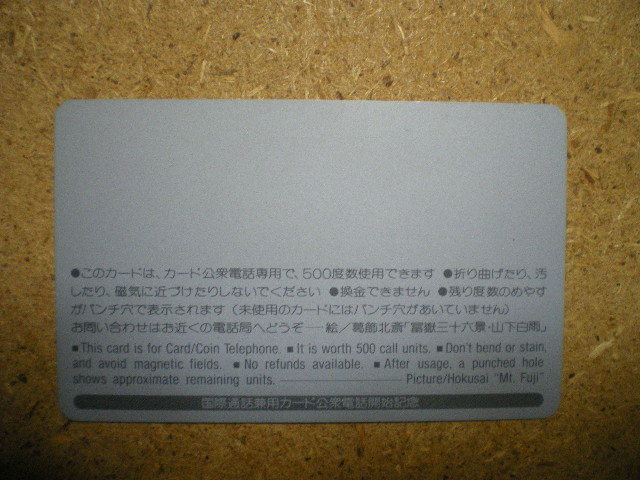 ●このカードは、カード公衆電話専用で、500度数使用できます ●折り曲げたり、汚
したり、磁気に近づけたりしないでください ●換金できません ●残り度数のめやす
がパンチ穴で表示されます（未使用のカードにはパンチ穴があいていません）
お問い合わせはお近くの電話局へどうぞ──絵／葛飾北斎「冨嶽三十六景・山下白雨」
■This card is for Card/Coin Telephone. ■It is worth 500 call units. ■Don't bend or stain,
and avoid magnetic fields. ■No refunds available. ■After usage, a punched hole
shows approximate remaining units. ────── Picture/Hokusai "Mt. Fuji"
国際通話兼用カード公衆電話開始記念